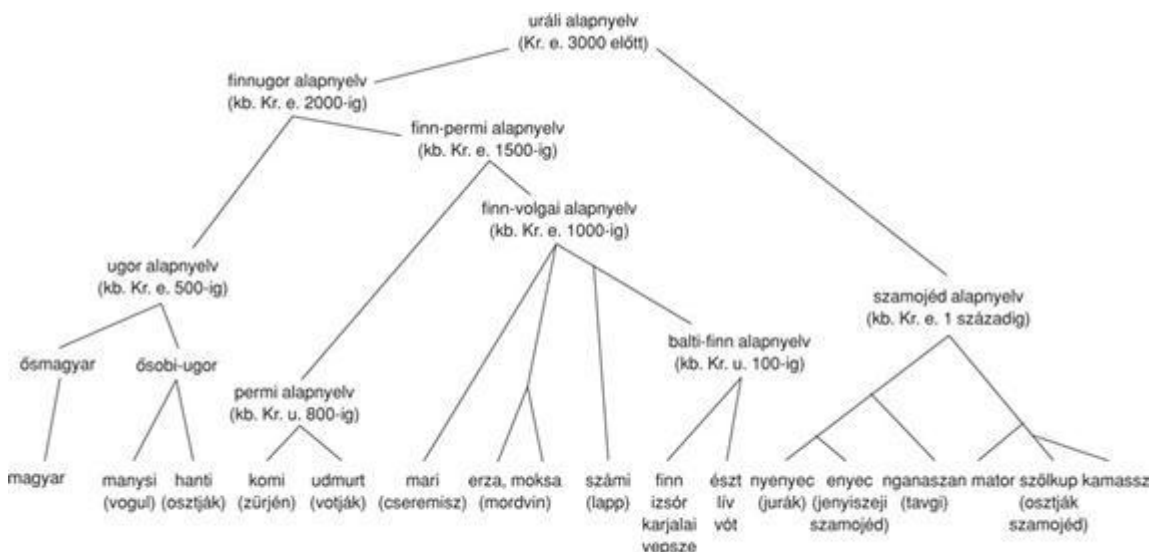 uráli alapnyelv
(Kr. e. 3000 előtt)
finnugor alapnyelv
(kb. Kr. e. 2000-ig)
finn-permi alapnyelv
(kb. Kr. e. 1500-ig)
finn-volgai alapnyelv
(kb. Kr. e. 1000-ig)
ugor alapnyelv
(kb. Kr. e. 500-ig)
szamojéd alapnyelv
(kb. Kr. e. 1 századig)
balti-finn alapnyelv
(kb. Kr. u. 100-ig)
ősmagyar
ősobi-ugor
permi alapnyelv
(kb. Kr. u. 800-ig)
magyar
manysi
(vogul)
hanti
(osztják)
komi
(zürjén)
udmurt
(votják)
mari
(cseremisz)
erza, moksa
(mordvin)
számi
(lapp)
finn
izsór
karjalai
vepsze
észt
lív
vót
nyenyec
(jurák)
enyec
(jenyiszeji
szamojéd)
nganaszan
(tavgi)
mator
szölkup
(osztják
szamojéd)
kamassz